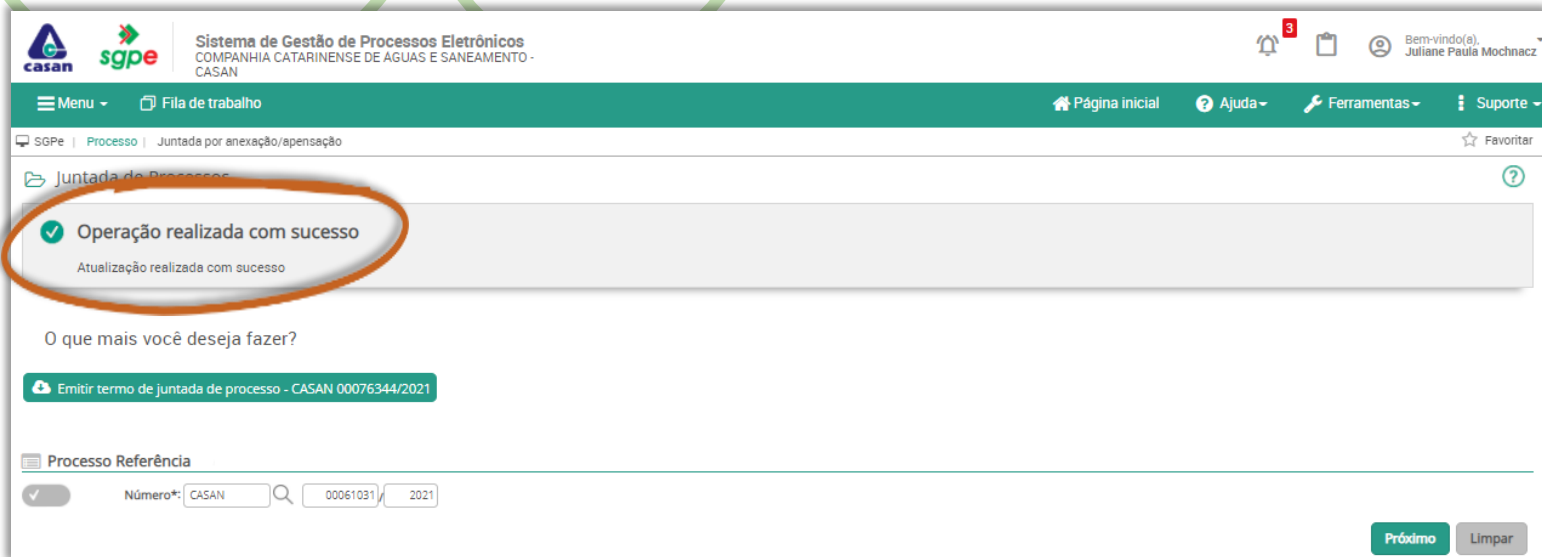 casan
sgpe
Sistema de Gestão de Processos Eletrônicos
COMPANHIA CATARINENSE DE AGUAS E SANEAMENTO -
CASAN
3
Bem-vindo(a),
Juliane Paula Mochnacz
Menu
Fila de trabalho
Página inicial
? Ajuda
Ferramentas
Suporte
SGPe | Processo | Juntada por anexação/apensação
Favoritar
Juntada de Processos
?
Operação realizada com sucesso
Atualização realizada com sucesso
O que mais você deseja fazer?
Emitir termo de juntada de processo - CASAN 00076344/2021
Processo Referência
Número*: CASAN 00061031 / 2021
Próximo
Limpar